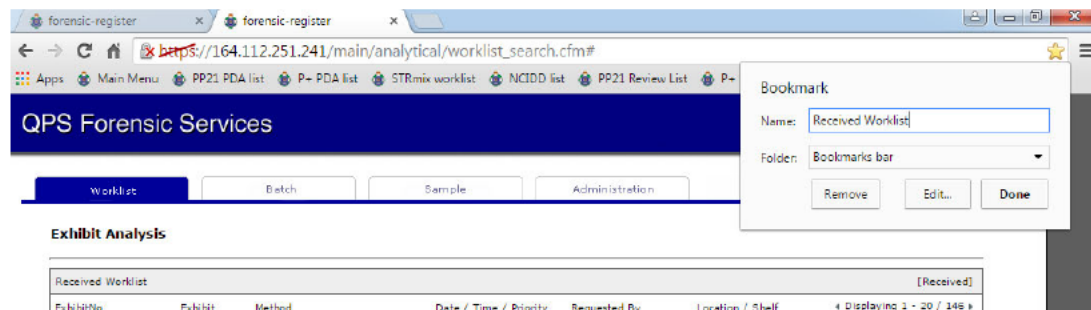 forensic-register forensic-register
https://164.112.251.241/main/analytical/worklist_search.cfm#
Apps Main Menu PP21 PDA list P+ PDA list STRmix worklist NCIDD list PP21 Review List P+
Bookmark
Name: Received Worklist
Folder: Bookmarks bar
Remove Edit... Done
QPS Forensic Services
Worklist Batch Sample Administration
Exhibit Analysis
Received Worklist [Received]
ExhibitNo Exhibit Method Date / Time / Priority Requested By Location / Shelf Displaying 1 - 20 / 146